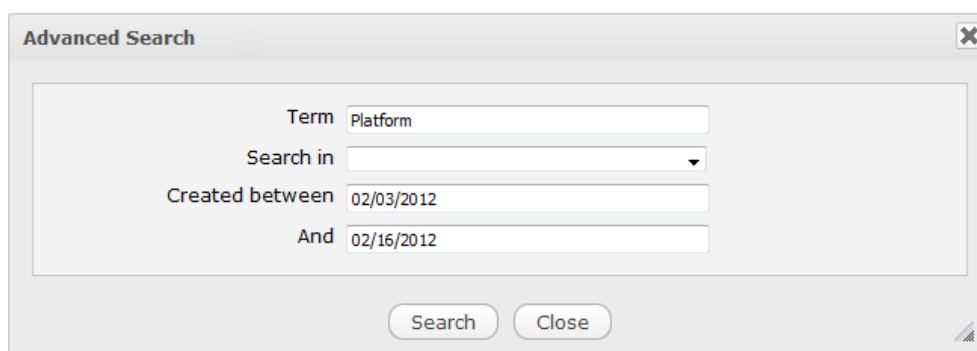 Advanced Search
Term Platform
Search in
Created between 02/03/2012
And 02/16/2012
Search Close